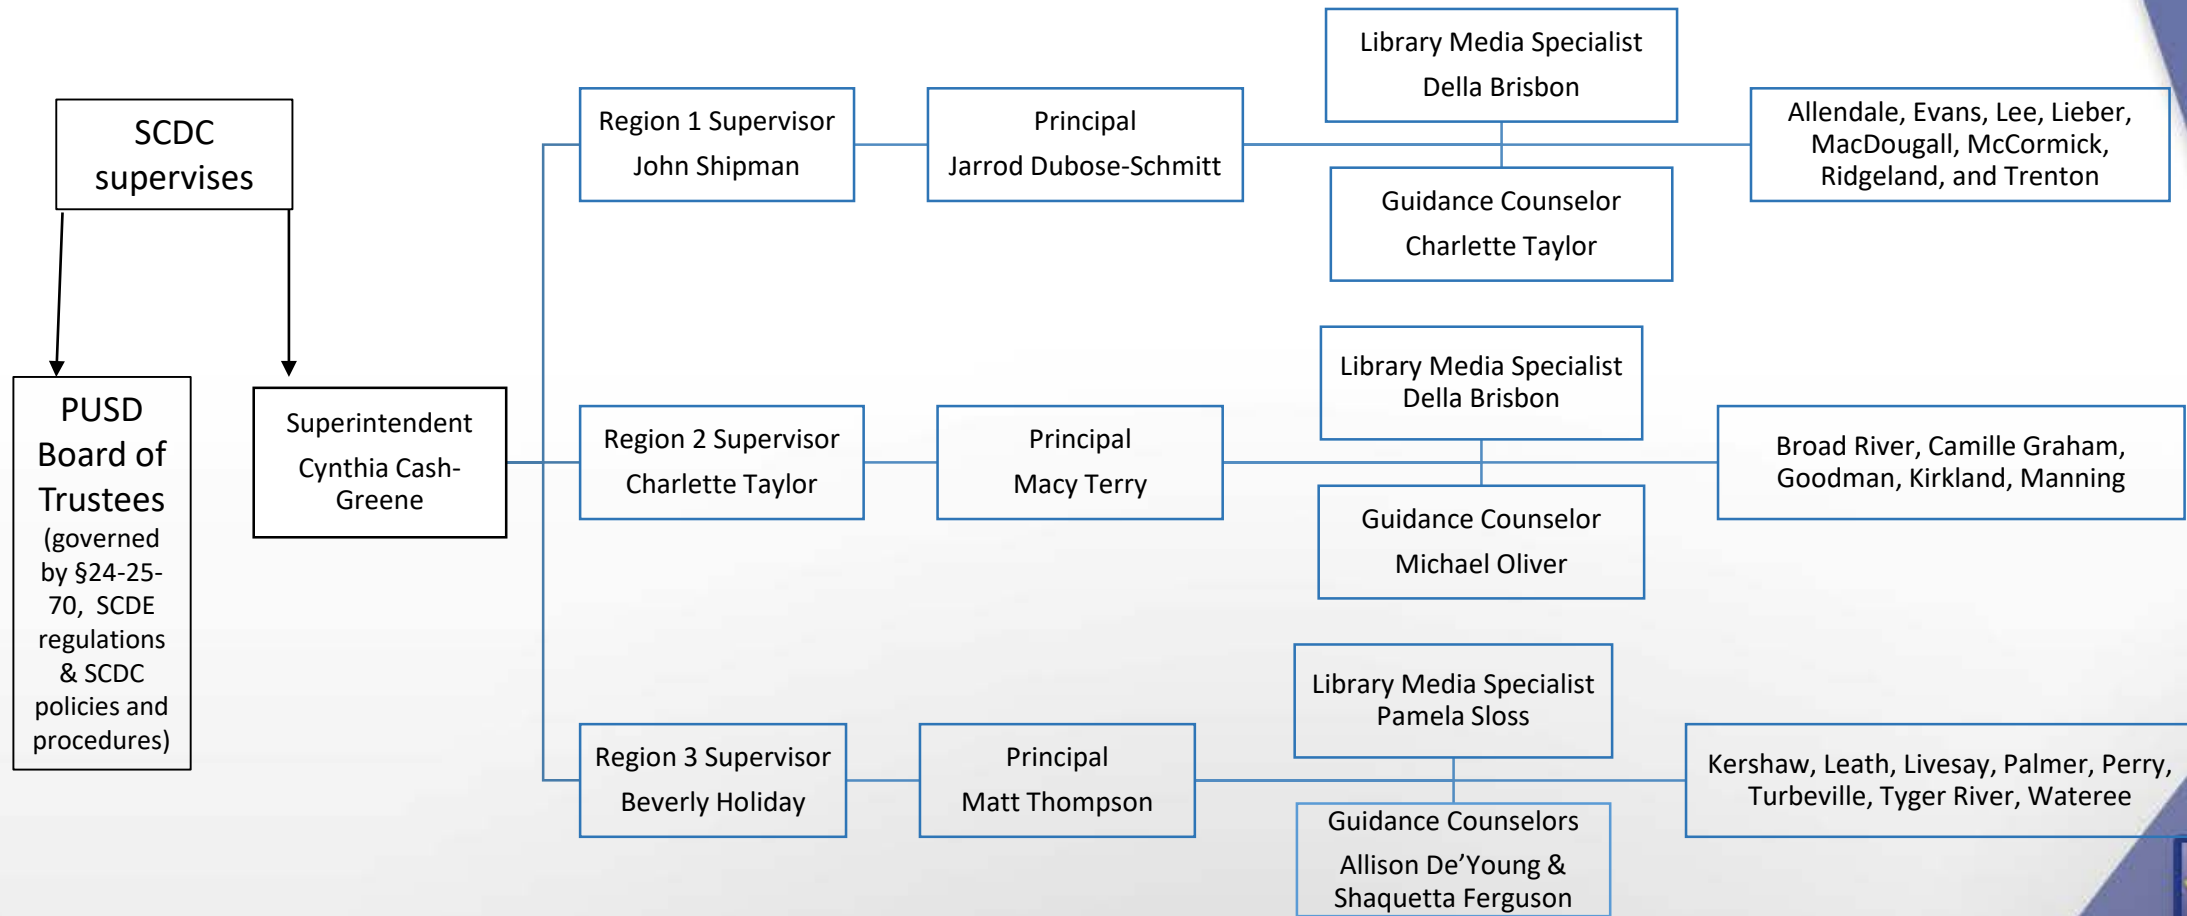 SCDC
supervises
PUSD
Board of
Trustees
(governed
by §24-25-
70, SCDE
regulations
& SCDC
policies and
procedures)
Superintendent
Cynthia Cash-
Greene
Region 1 Supervisor
John Shipman
Principal
Jarrod Dubose-Schmitt
Library Media Specialist
Della Brisbon
Guidance Counselor
Charlette Taylor
Allendale, Evans, Lee, Lieber,
MacDougall, McCormick,
Ridgeland, and Trenton
Region 2 Supervisor
Charlette Taylor
Principal
Macy Terry
Library Media Specialist
Della Brisbon
Guidance Counselor
Michael Oliver
Broad River, Camille Graham,
Goodman, Kirkland, Manning
Region 3 Supervisor
Beverly Holiday
Principal
Matt Thompson
Library Media Specialist
Pamela Sloss
Guidance Counselors
Allison De’Young &
Shaquetta Ferguson
Kershaw, Leath, Livesay, Palmer, Perry,
Turbeville, Tyger River, Wateree